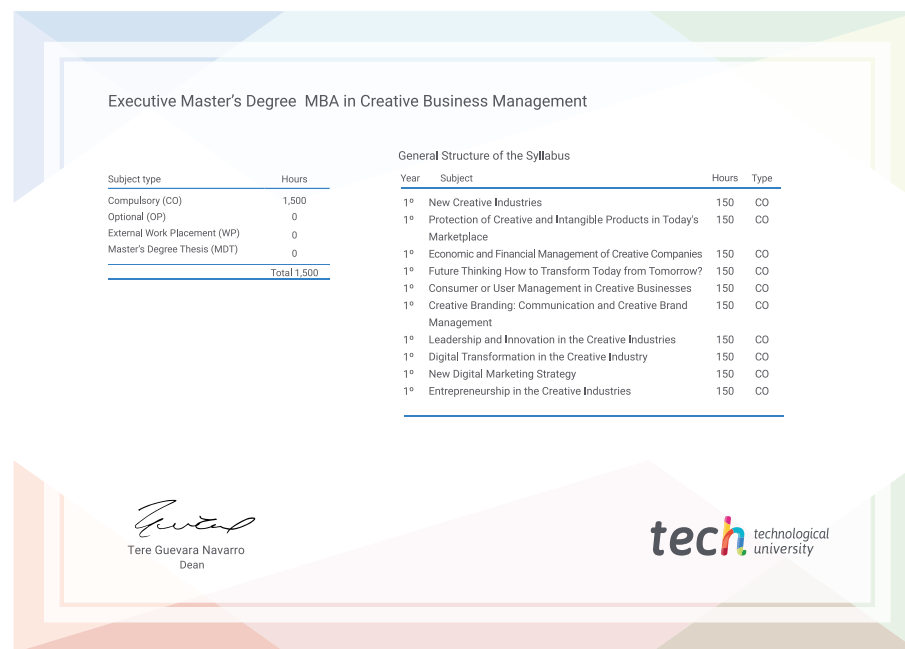 Executive Master's Degree MBA in Creative Business Management
Subject type Hours
Compulsory (CO) 1,500
Optional (OP) 0
External Work Placement (WP) 0
Master's Degree Thesis (MDT) 0
Total 1,500
General Structure of the Syllabus
Year Subject Hours Type
1º New Creative Industries 150 CO
1º Protection of Creative and Intangible Products in Today's 150 CO
Marketplace
1º Economic and Financial Management of Creative Companies 150 CO
1º Future Thinking How to Transform Today from Tomorrow? 150 CO
1º Consumer or User Management in Creative Businesses 150 CO
1º Creative Branding: Communication and Creative Brand 150 CO
Management
1º Leadership and Innovation in the Creative Industries 150 CO
1º Digital Transformation in the Creative Industry 150 CO
1º New Digital Marketing Strategy 150 CO
1º Entrepreneurship in the Creative Industries 150 CO
Tere Guevara Navarro
Dean
tech technological
university